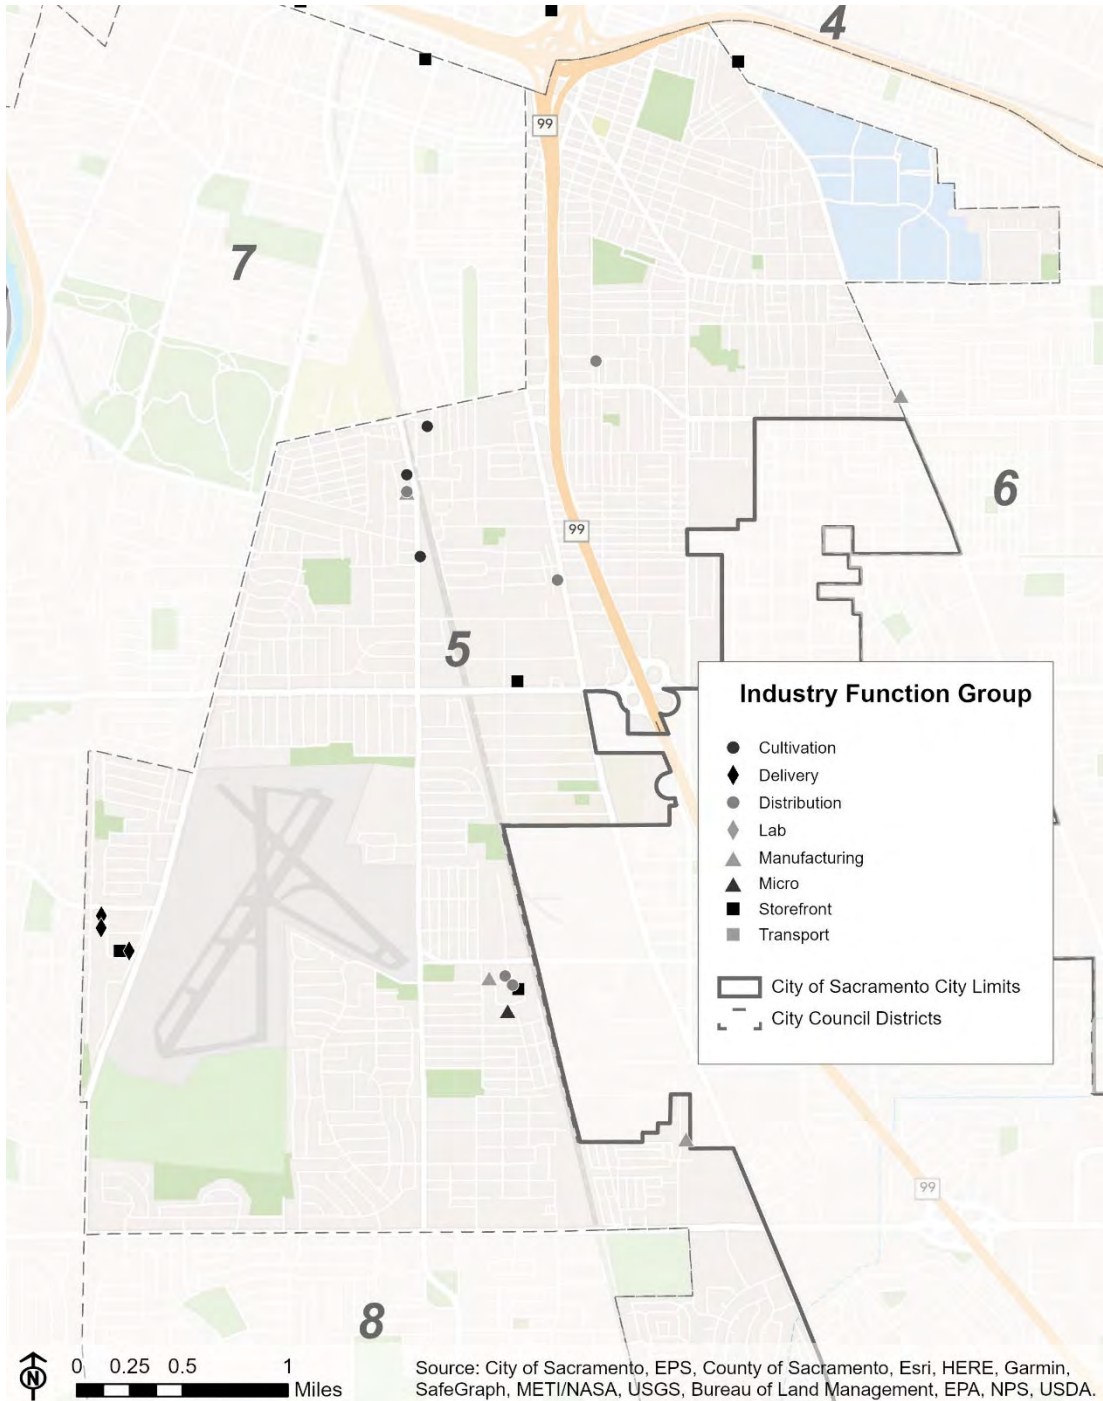 4
99
7
6
99
5
Industry Function Group
Cultivation
Delivery
Distribution
Lab
Manufacturing
Micro
Storefront
Transport
City of Sacramento City Limits
City Council Districts
99
8
N
0 0.25 0.5 1
Miles
Source: City of Sacramento, EPS, County of Sacramento, Esri, HERE, Garmin,
SafeGraph, METI/NASA, USGS, Bureau of Land Management, EPA, NPS, USDA.